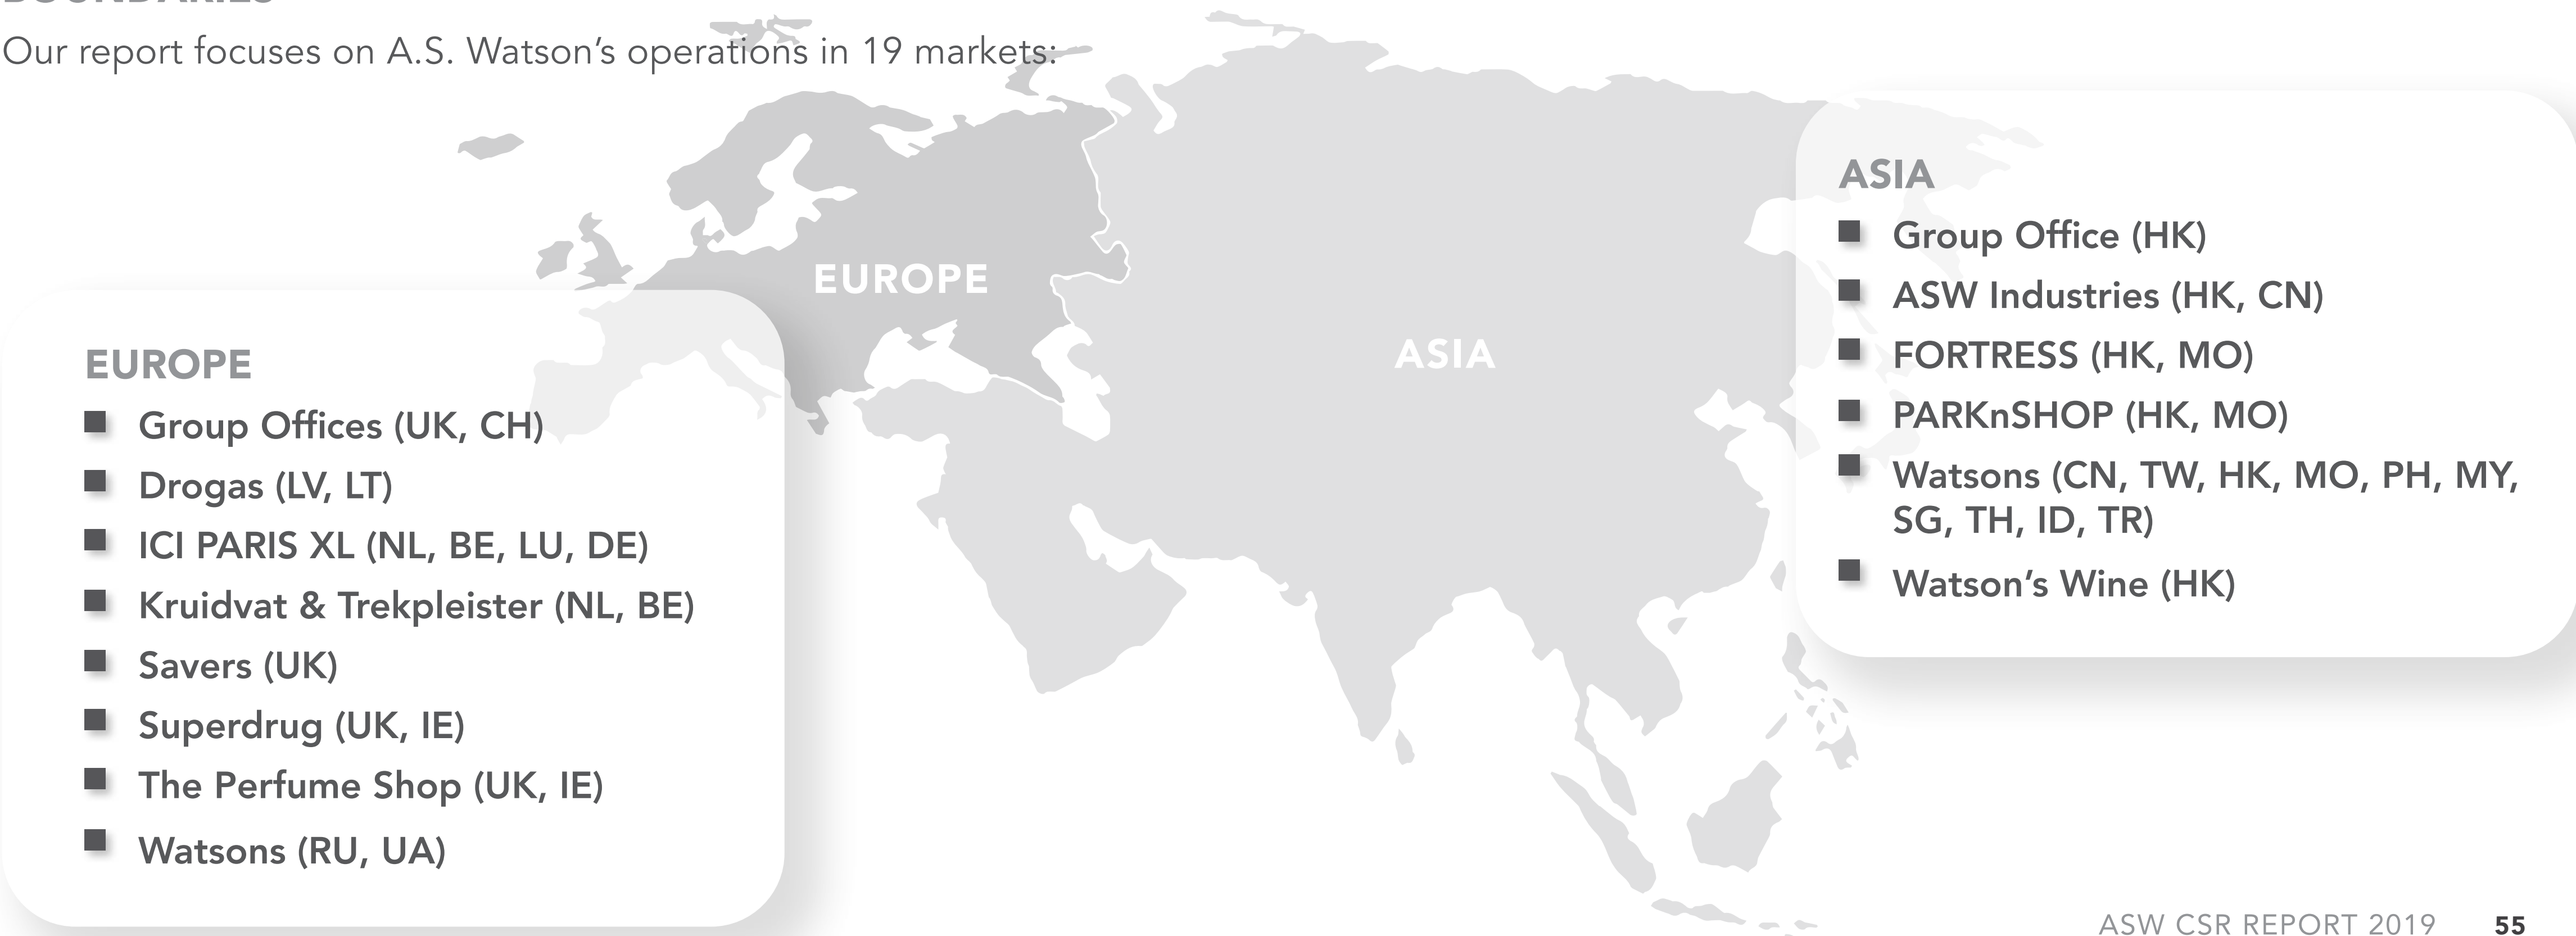 BOUNDARIES
Our report focuses on A.S. Watson’s operations in 19 markets:
EUROPE
ASIA
EUROPE
■ Group Offices (UK, CH)
■ Drogas (LV, LT)
■ ICI PARIS XL (NL, BE, LU, DE)
■ Kruidvat & Trekpleister (NL, BE)
■ Savers (UK)
■ Superdrug (UK, IE)
■ The Perfume Shop (UK, IE)
■ Watsons (RU, UA)
ASIA
■ Group Office (HK)
■ ASW Industries (HK, CN)
■ FORTRESS (HK, MO)
■ PARKnSHOP (HK, MO)
■ Watsons (CN, TW, HK, MO, PH, MY,
SG, TH, ID, TR)
■ Watson’s Wine (HK)
ASW CSR REPORT 2019 55